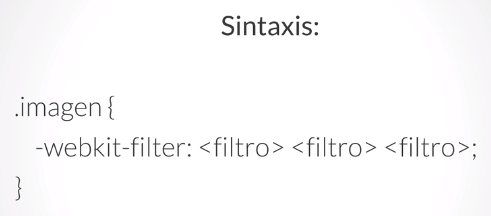 Sintaxis:
.imagen {
-webkit-filter: <filtro> <filtro> <filtro>;
}